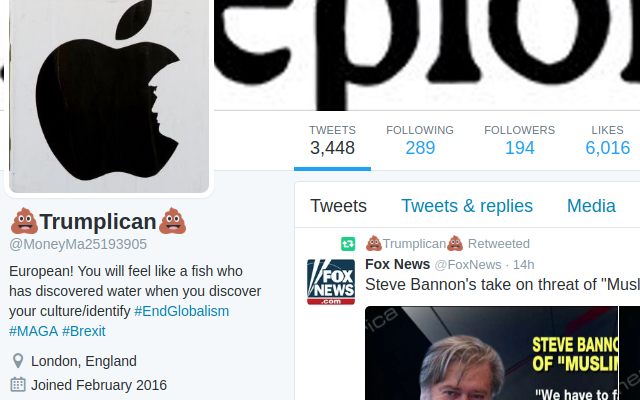 TWEETS FOLLOWING FOLLOWERS LIKES
3,448 289 194 6,016
💩Trumplican💩
@MoneyMa25193905
European! You will feel like a fish who
has discovered water when you discover
your culture/identify #EndGlobalism
#MAGA #Brexit
London, England
Joined February 2016
Tweets Tweets & replies Media
💩Trumplican💩 Retweeted
Fox News @FoxNews · 14h
Steve Bannon's take on threat of "Musl
FOX
NEWS
.com
STEVE BANNO
OF "MUSLI
"We have to f